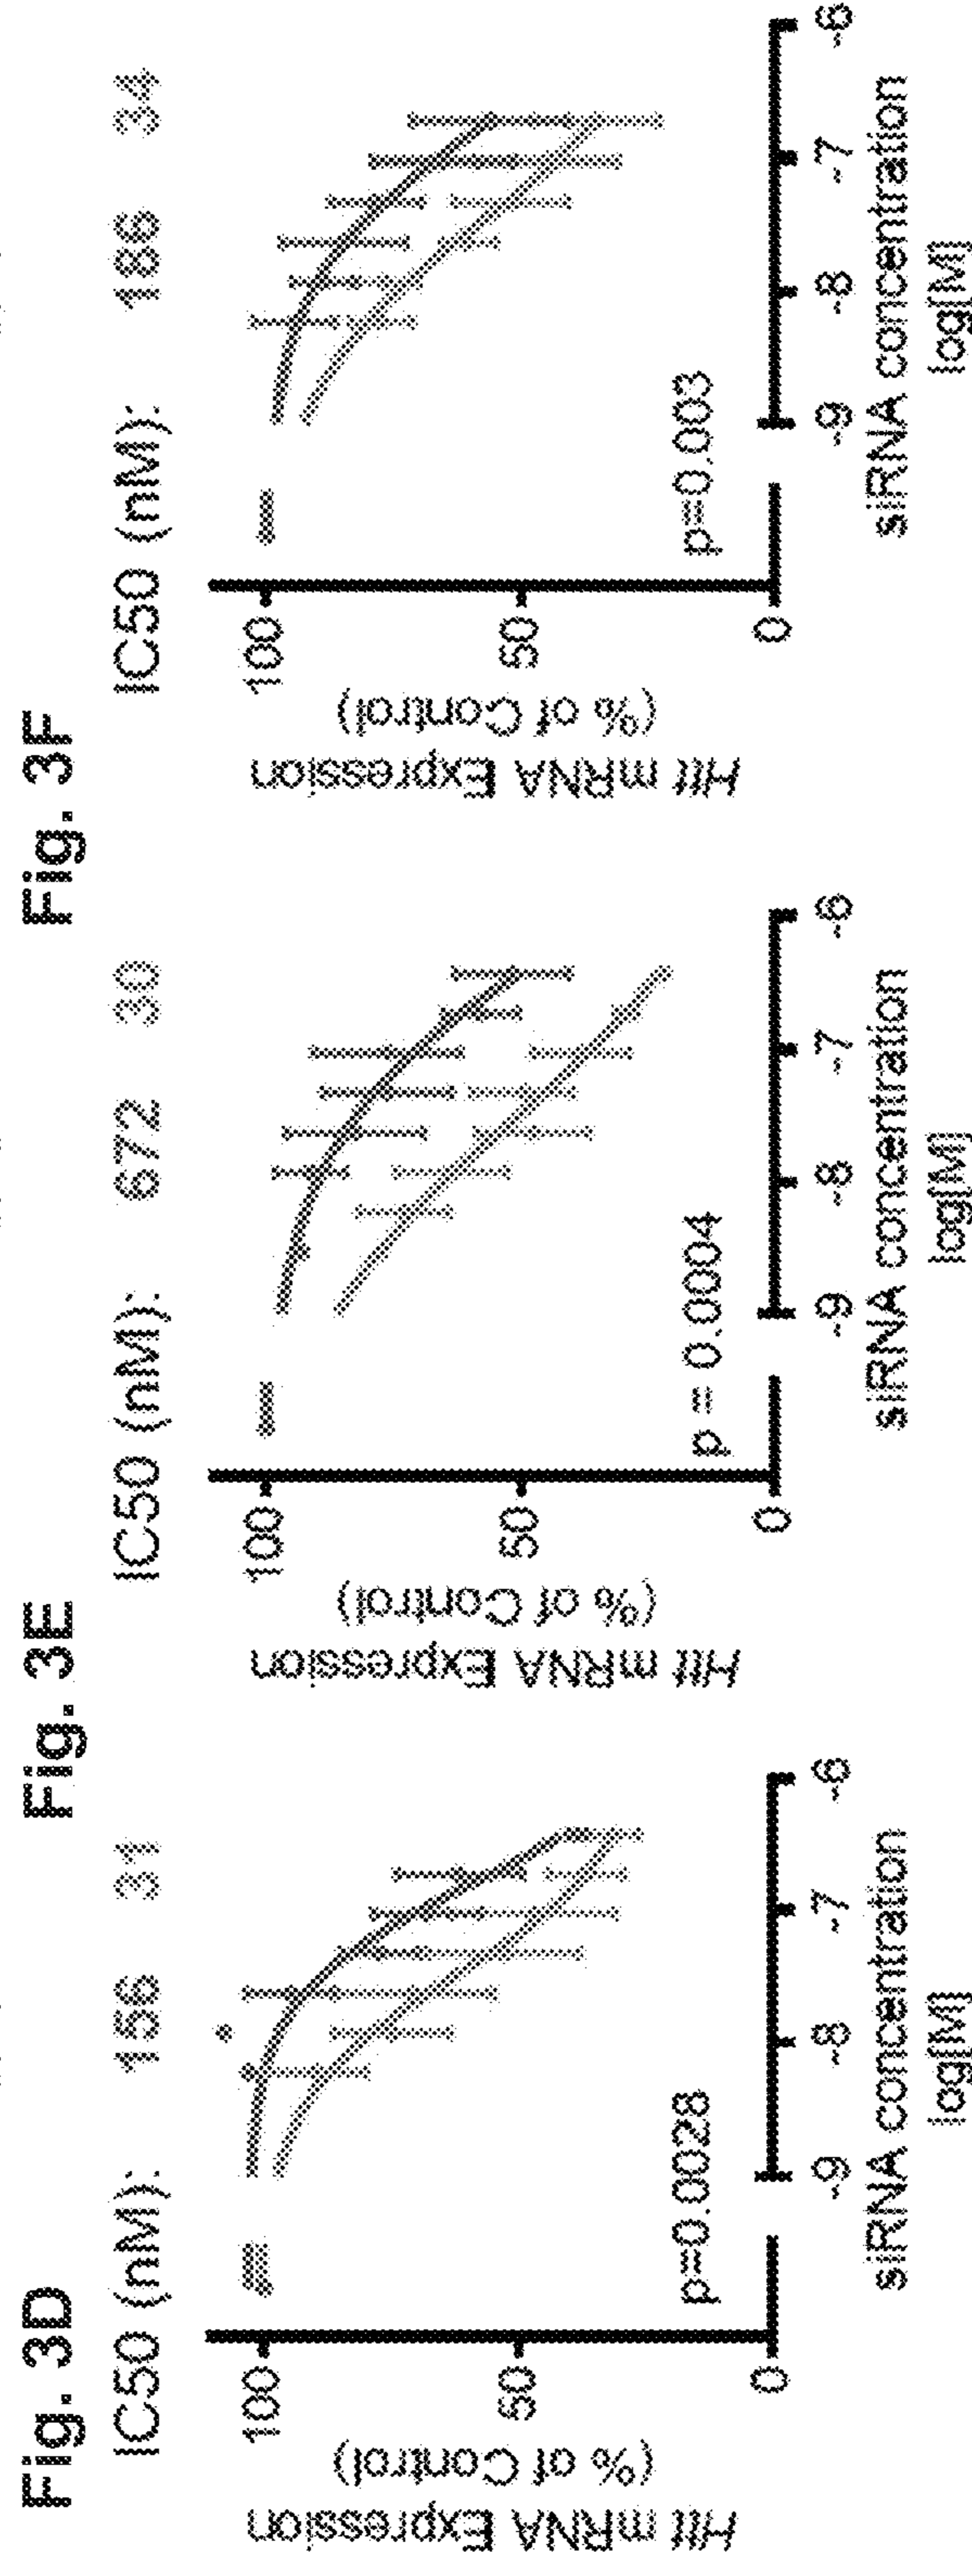 Fig. 3D
IC50 (nM): 156 31
Htt mRNA Expression
(% of Control)
100
50
0
p=0.0028
-9 -8 -7 -6
siRNA concentration
log[M]
Fig. 3E
IC50 (nM): 672 30
Htt mRNA Expression
(% of Control)
100
50
0
p = 0.0004
-9 -8 -7 -6
siRNA concentration
log[M]
Fig. 3F
IC50 (nM): 186 34
Htt mRNA Expression
(% of Control)
100
50
0
p=0.003
-9 -8 -7 -6
siRNA concentration
log[M]